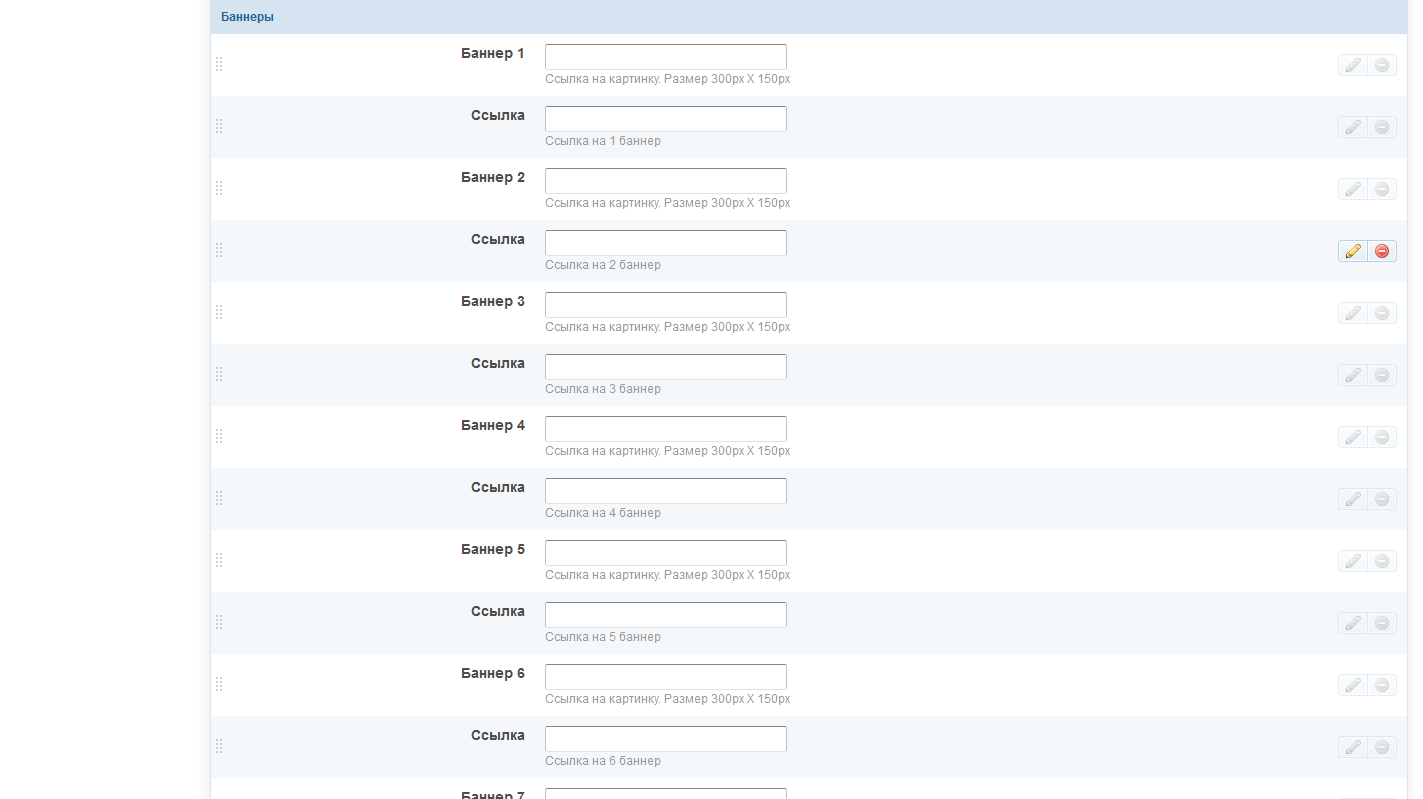 Баннеры
Баннер 1
Ссылка на картинку. Размер 300px X 150px
Ссылка
Ссылка на 1 баннер
Баннер 2
Ссылка на картинку. Размер 300px X 150px
Ссылка
Ссылка на 2 баннер
Баннер 3
Ссылка на картинку. Размер 300px X 150px
Ссылка
Ссылка на 3 баннер
Баннер 4
Ссылка на картинку. Размер 300px X 150px
Ссылка
Ссылка на 4 баннер
Баннер 5
Ссылка на картинку. Размер 300px X 150px
Ссылка
Ссылка на 5 баннер
Баннер 6
Ссылка на картинку. Размер 300px X 150px
Ссылка
Ссылка на 6 баннер
Баннер 7